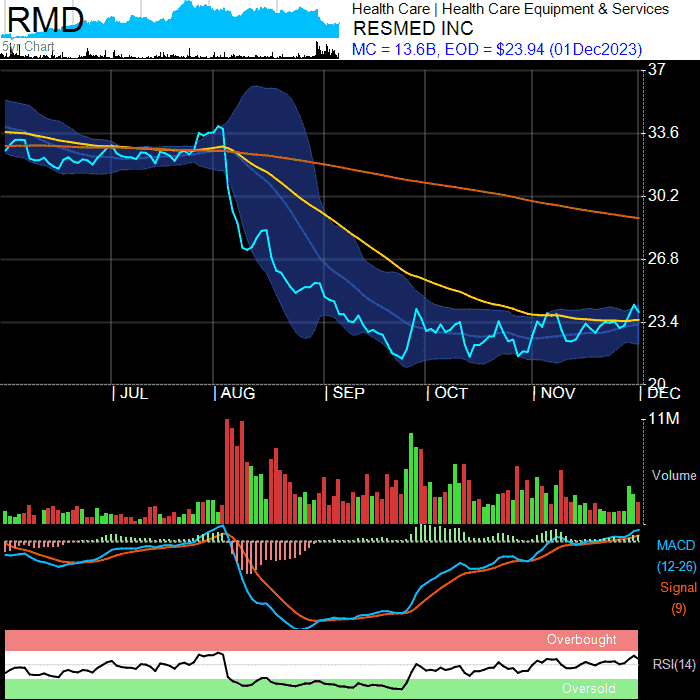 RMD
5yr Chart
Health Care | Health Care Equipment & Services
RESMED INC
MC = 13.6B, EOD = $23.94 (01Dec2023)
37
33.6
30.2
26.8
23.4
20
JUL AUG SEP OCT NOV DEC
11M
Volume
MACD
(12-26)
Signal
(9)
Overbought
RSI(14)
Oversold